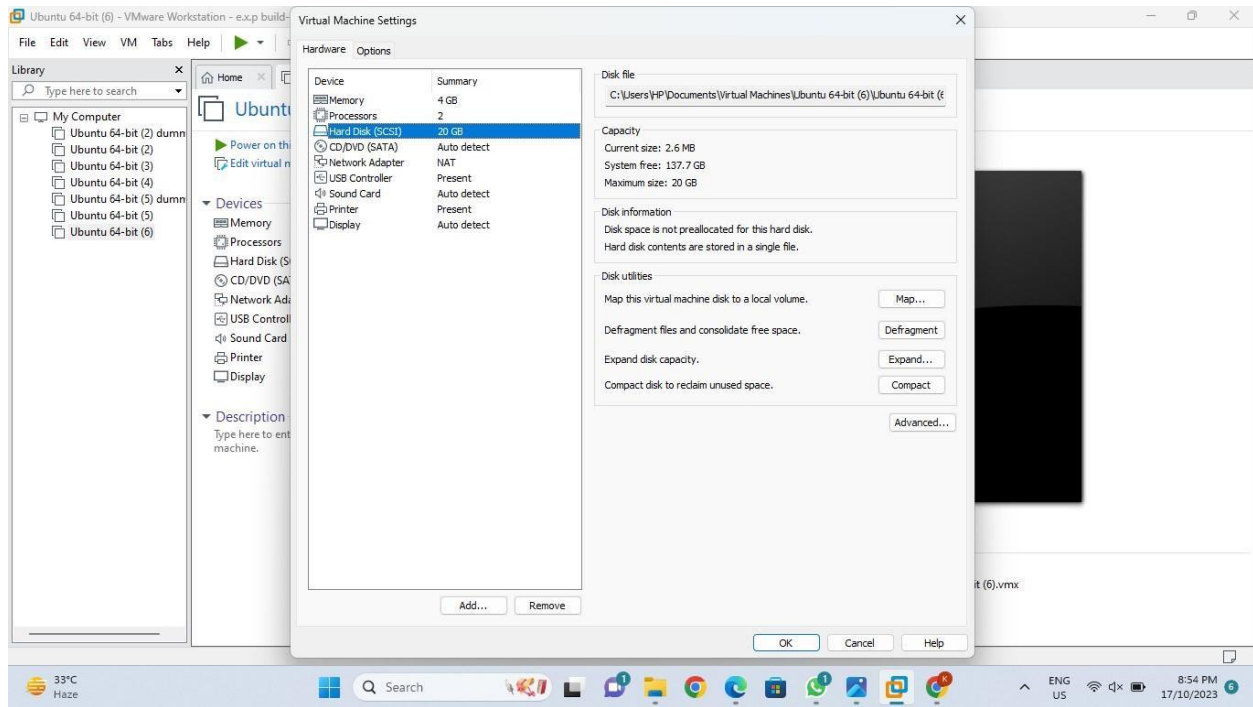 Ubuntu 64-bit (6) - VMware Workstation - e.x.p build-
File Edit View VM Tabs Help
Library
Type here to search
My Computer
Ubuntu 64-bit (2) dumn
Ubuntu 64-bit (2)
Ubuntu 64-bit (3)
Ubuntu 64-bit (4)
Ubuntu 64-bit (5) dumn
Ubuntu 64-bit (5)
Ubuntu 64-bit (6)
Home
Ubuntu
Power on th
Edit virtual n
Devices
Memory
Processors
Hard Disk (S
CD/DVD (SA
Network Ada
USB Controll
Sound Card
Printer
Display
Description
Type here to ent
machine.
Virtual Machine Settings
Hardware Options
Device Summary
Memory 4 GB
Processors 2
Hard Disk (SCSI) 20 GB
CD/DVD (SATA) Auto detect
Network Adapter NAT
USB Controller Present
Sound Card Auto detect
Printer Present
Display Auto detect
Add... Remove
Disk file
C:\Users\HP\Documents\Virtual Machines\Ubuntu 64-bit (6)\Ubuntu 64-bit (6
Capacity
Current size: 2.6 MB
System free: 137.7 GB
Maximum size: 20 GB
Disk information
Disk space is not preallocated for this hard disk.
Hard disk contents are stored in a single file.
Disk utilities
Map this virtual machine disk to a local volume. Map...
Defragment files and consolidate free space. Defragment
Expand disk capacity. Expand...
Compact disk to reclaim unused space. Compact
Advanced...
OK Cancel Help
it (6).vmx
33°C
Haze
Search
1
1
K
ENG
US
8:54 PM
17/10/2023
6